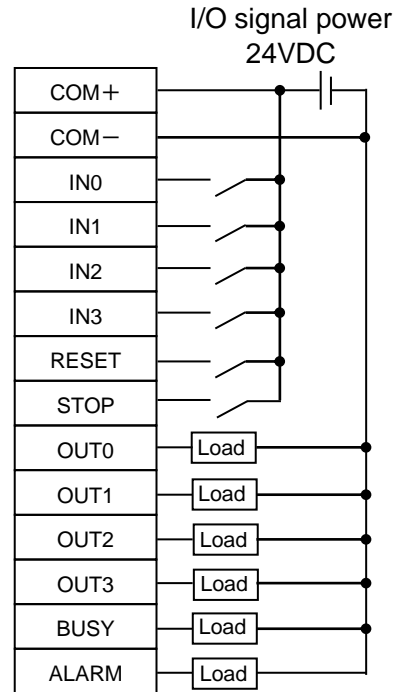 I/O signal power
24VDC
COM+
COM−
IN0
IN1
IN2
IN3
RESET
STOP
OUT0 Load
OUT1 Load
OUT2 Load
OUT3 Load
BUSY Load
ALARM Load